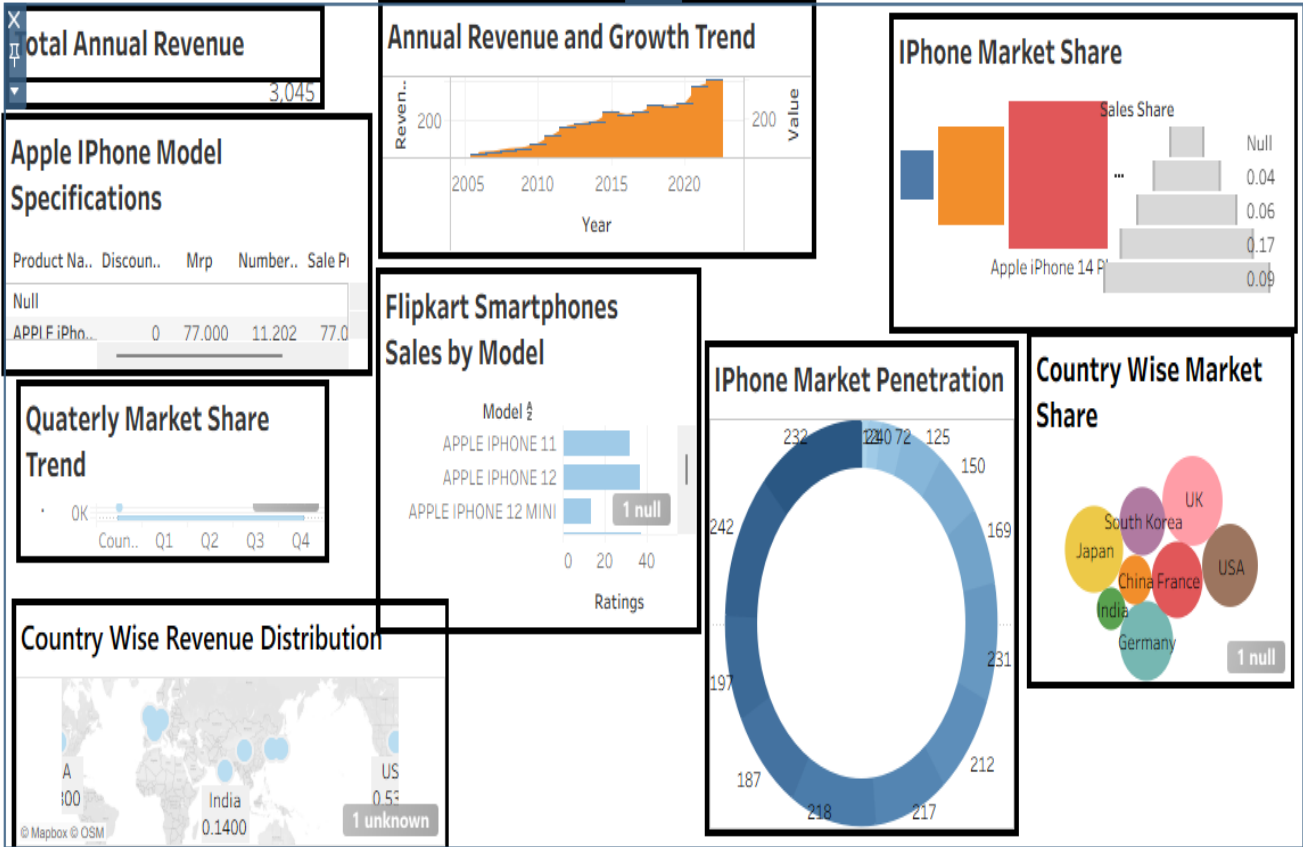 Total Annual Revenue
3,045
Apple IPhone Model
Specifications
Product Na.. Discoun.. Mrp Number.. Sale Pr
Null
APPLE iPho.. 0 77.000 11.202 77.0
Quaterly Market Share
Trend
0K
Coun.. Q1 Q2 Q3 Q4
Country Wise Revenue Distribution
A
300
India
0.1400
US
0.53
1 unknown
© Mapbox © OSM
Annual Revenue and Growth Trend
Reven..
200
200
Value
2005 2010 2015 2020
Year
Flipkart Smartphones
Sales by Model
Model
APPLE IPHONE 11
APPLE IPHONE 12
APPLE IPHONE 12 MINI
1 null
0 20 40
Ratings
IPhone Market Share
Sales Share
Null
...
0.04
0.06
0.17
0.09
Apple iPhone 14 P
IPhone Market Penetration
232
40 72 125
150
169
242
231
197
212
187
218
217
Country Wise Market
Share
UK
South Korea
Japan
USA
China France
India
Germany
1 null